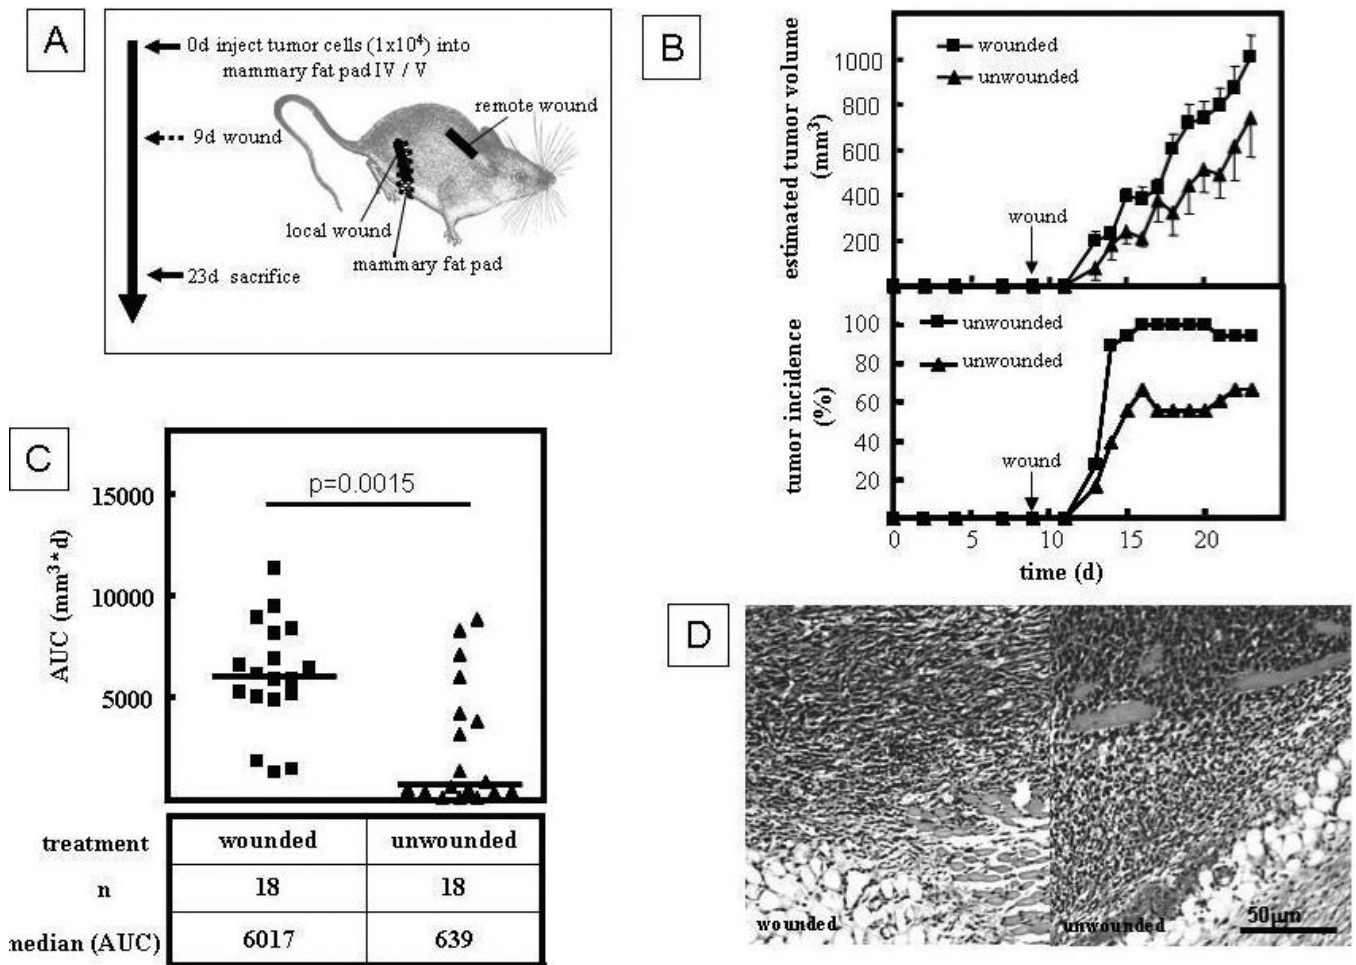 A
0d inject tumor cells (1x10⁴) into
mammary fat pad IV / V
remote wound
9d wound
local wound
mammary fat pad
23d sacrifice
B
wounded
unwounded
estimated tumor volume
(mm³)
1000
800
600
400
200
wound
unwounded
unwounded
tumor incidence
(%)
100
80
60
40
20
wound
0 5 10 15 20
time (d)
C
p=0.0015
AUC (mm³*d)
15000
10000
5000
treatment wounded unwounded
n 18 18
median (AUC) 6017 639
D
wounded
unwounded
50µm